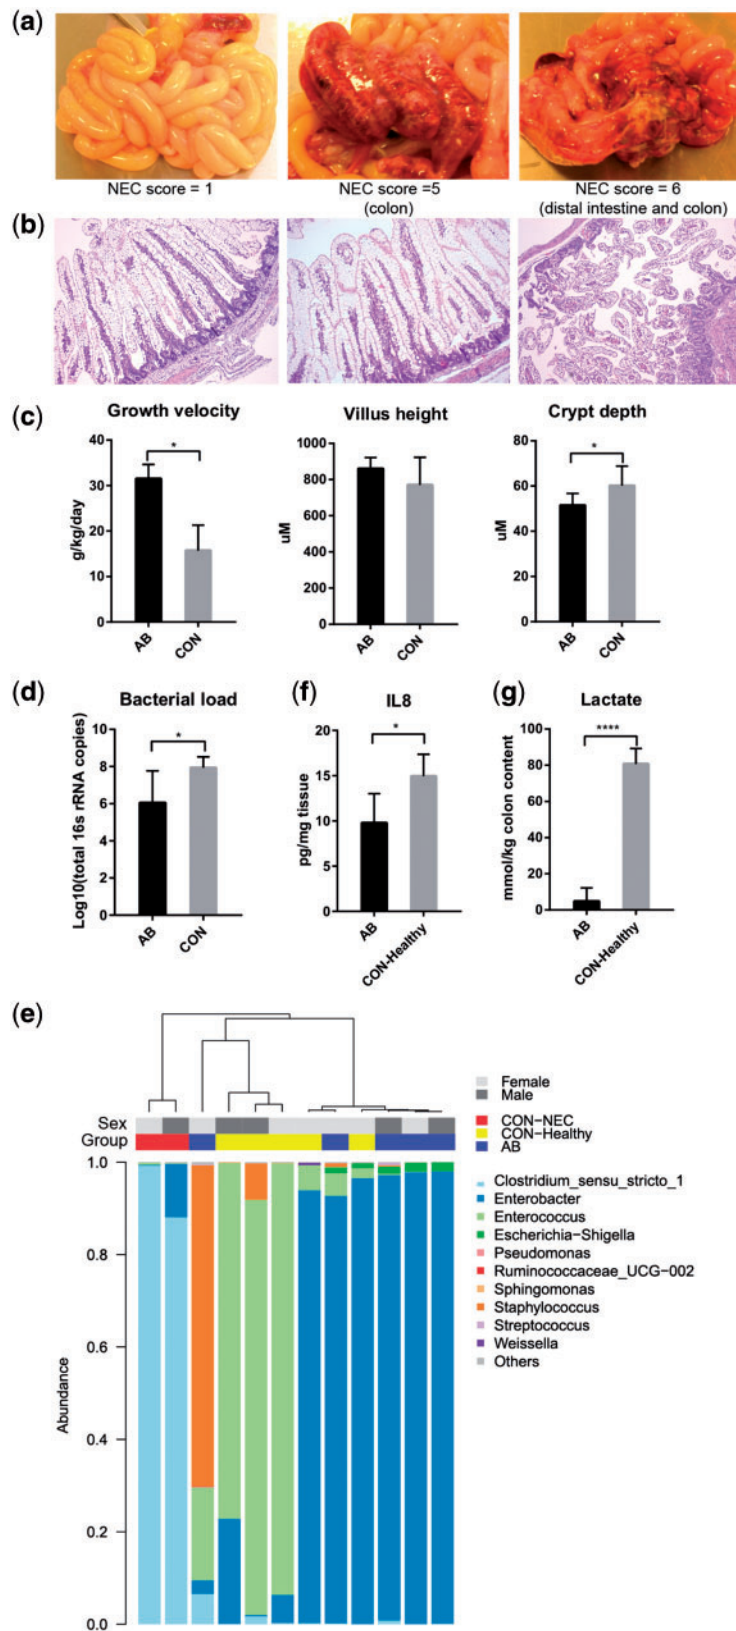 (a)
NEC score = 1
NEC score =5
(colon)
NEC score = 6
(distal intestine and colon)
(b)
(c)
Growth velocity
Villus height
Crypt depth
40
30
20
10
0
g/kg/day
*
AB
CON
1000
800
600
400
200
0
uM
AB
CON
80
60
40
20
0
uM
*
AB
CON
(d)
Bacterial load
10
8
6
4
2
0
Log10(total 16s rRNA copies)
*
AB
CON
(f)
IL8
20
15
10
5
0
pg/mg tissue
*
AB
CON-Healthy
(g)
Lactate
100
80
60
40
20
0
mmol/kg colon content
****
AB
CON-Healthy
(e)
Sex
Group
Female
Male
CON−NEC
CON−Healthy
AB
1.0
0.8
0.6
0.4
0.2
0.0
Abundance
Clostridium_sensu_stricto_1
Enterobacter
Enterococcus
Escherichia−Shigella
Pseudomonas
Ruminococcaceae_UCG−002
Sphingomonas
Staphylococcus
Streptococcus
Weissella
Others